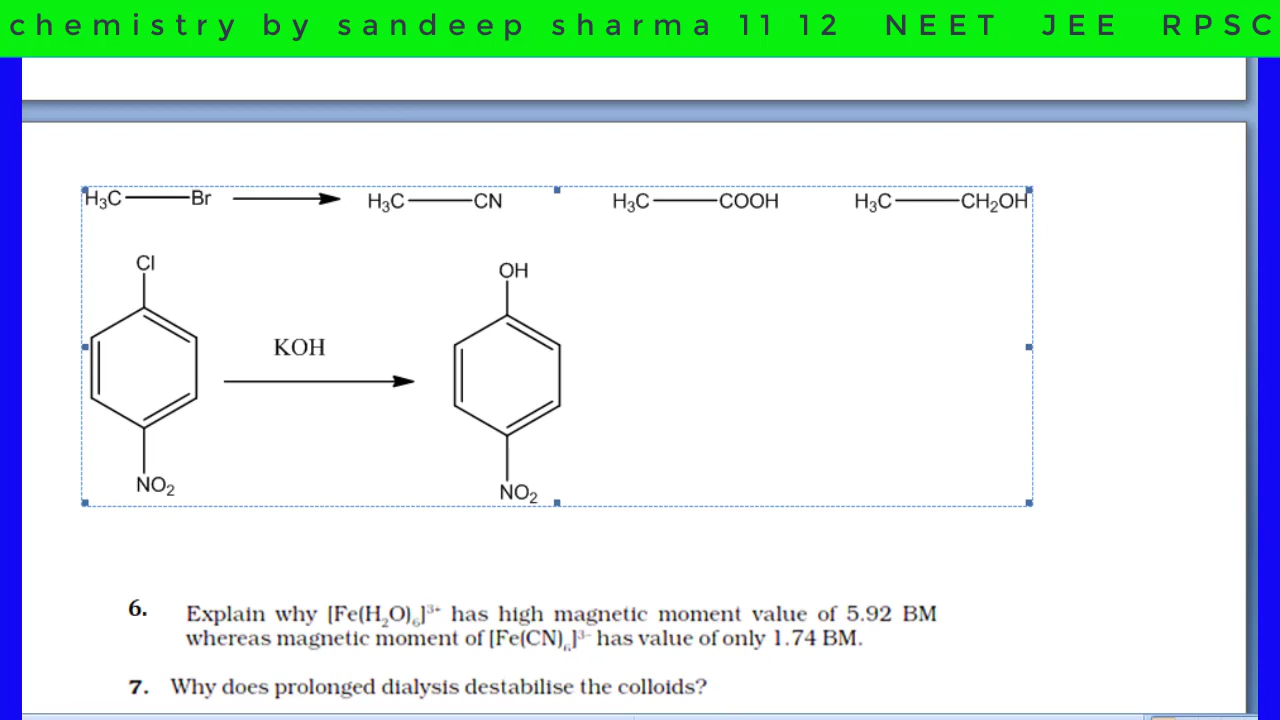 chemistry by sandeep sharma 11 12 NEET JEE RPSC
H₃C Br H₃C CN H₃C COOH H₃C CH₂OH
Cl
OH
KOH
NO₂
NO₂
6. Explain why [Fe(H₂O)₆]³⁺ has high magnetic moment value of 5.92 BM
whereas magnetic moment of [Fe(CN)₆]³⁻ has value of only 1.74 BM.
7. Why does prolonged dialysis destabilise the colloids?